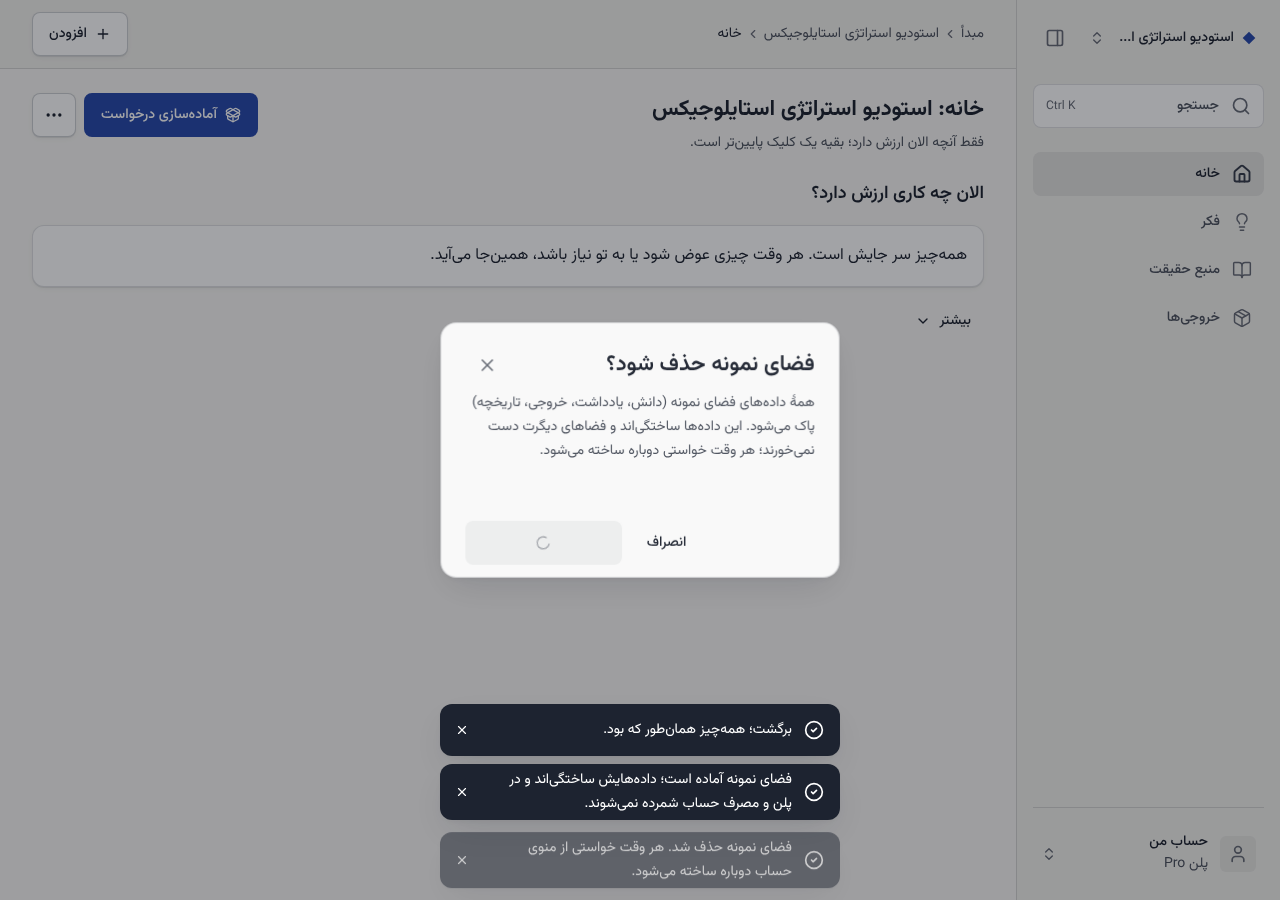 استودیو استراتژی ا...
جستجو
Ctrl K
خانه
فکر
منبع حقیقت
خروجی‌ها
حساب من
پلن Pro
مبدأ
استودیو استراتژی استایلوجیکس
خانه
افزودن
خانه: استودیو استراتژی استایلوجیکس
فقط آنچه الان ارزش دارد؛ بقیه یک کلیک پایین‌تر است.
آماده‌سازی درخواست
الان چه کاری ارزش دارد؟
همه‌چیز سر جایش است. هر وقت چیزی عوض شود یا به تو نیاز باشد، همین‌جا می‌آید.
بیشتر
فضای نمونه حذف شود؟
همهٔ داده‌های فضای نمونه (دانش، یادداشت، خروجی، تاریخچه)
پاک می‌شود. این داده‌ها ساختگی‌اند و فضاهای دیگرت دست
نمی‌خورند؛ هر وقت خواستی دوباره ساخته می‌شود.
انصراف
برگشت؛ همه‌چیز همان‌طور که بود.
فضای نمونه آماده است؛ داده‌هایش ساختگی‌اند و در
پلن و مصرف حساب شمرده نمی‌شوند.
فضای نمونه حذف شد. هر وقت خواستی از منوی
حساب دوباره ساخته می‌شود.